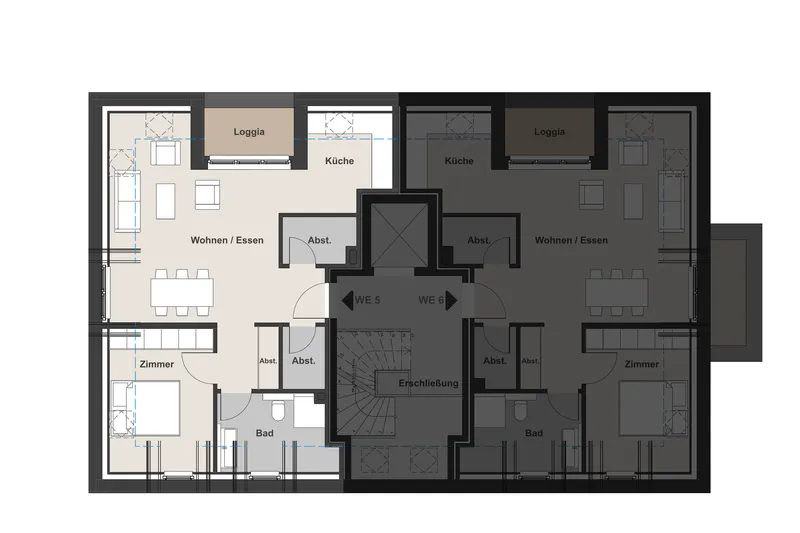 Loggia
Loggia
Küche
Küche
Wohnen / Essen
Abst.
Abst.
Wohnen / Essen
WE 5
WE 6
Zimmer
Abst.
Abst.
Abst.
Abst.
Zimmer
Erschließung
Bad
Bad